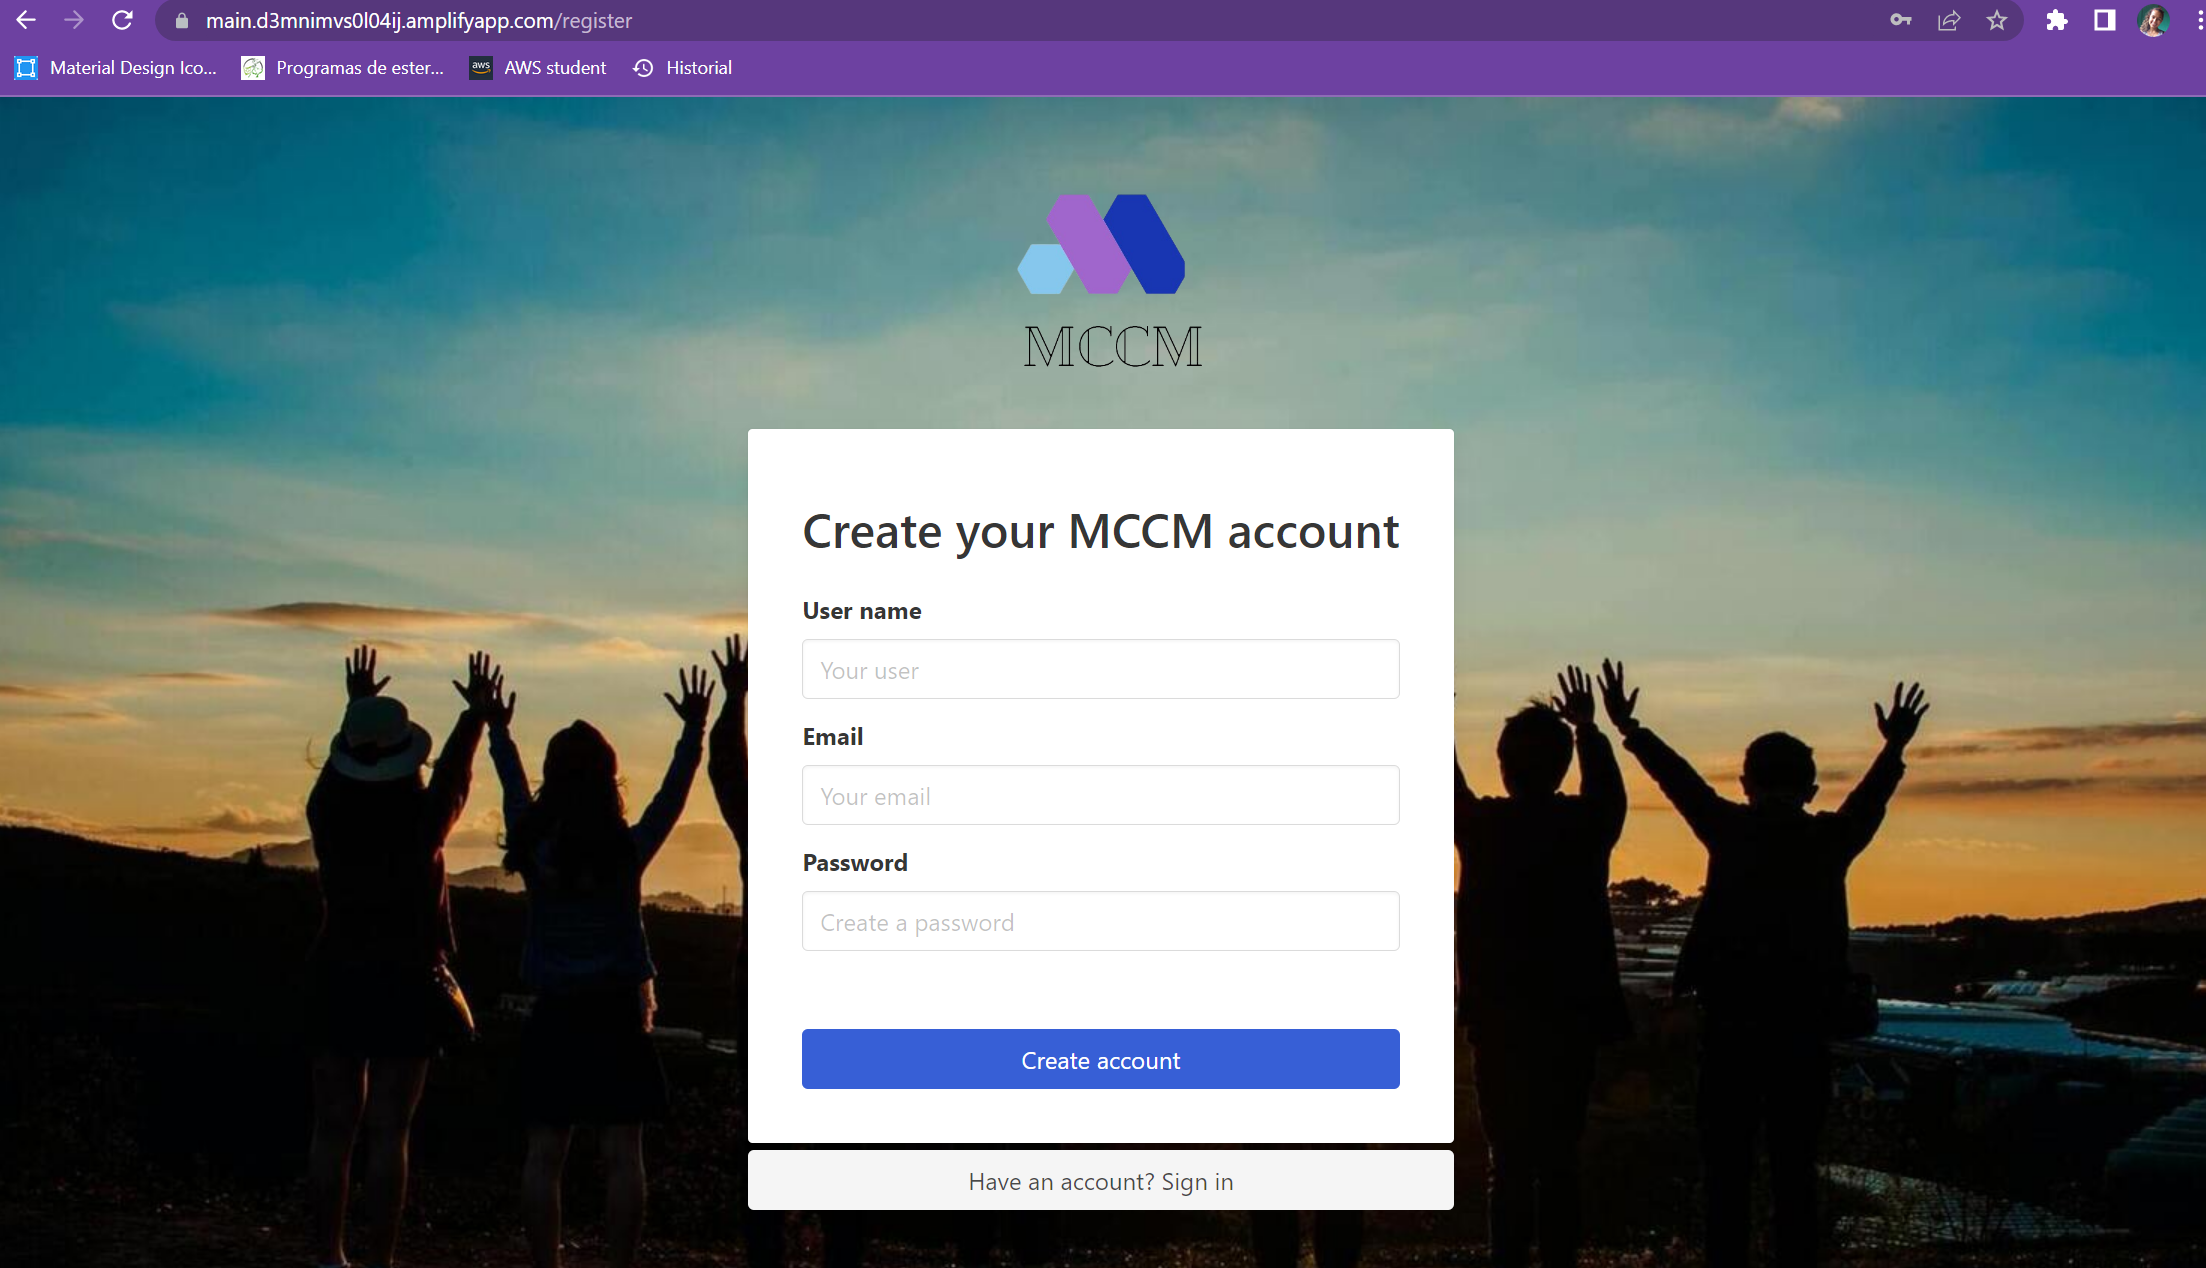 main.d3mnimvs0l04ij.amplifyapp.com/register
Material Design Ico...
Programas de ester...
aws
AWS student
Historial
MCCM
Create your MCCM account
User name
Your user
Email
Your email
Password
Create a password
Create account
Have an account? Sign in